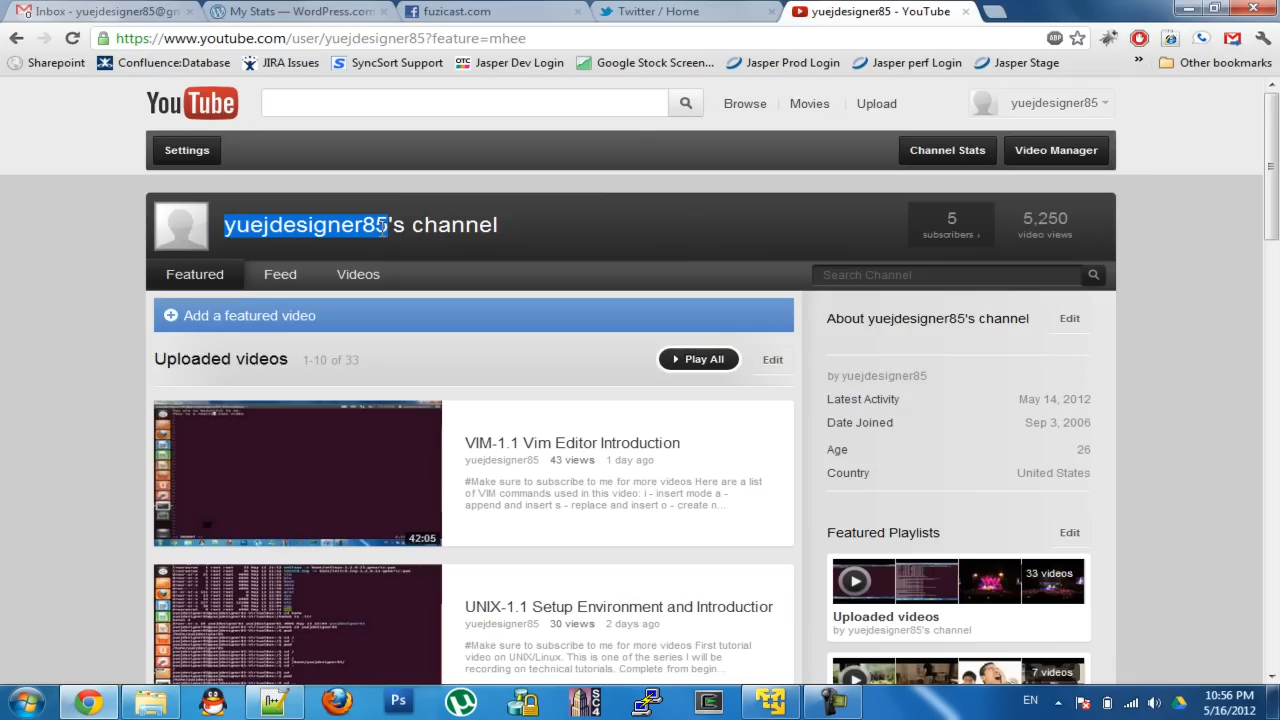 Inbox - yuejdesigner85@gm
My Stats — WordPress.com
fuzicast.com
Twitter / Home
yuejdesigner85 - YouTube
https://www.youtube.com/user/yuejdesigner85?feature=mhee
ABP
Sharepoint
Confluence:Database
JIRA Issues
SyncSort Support
OTC
Jasper Dev Login
Google Stock Screen...
Jasper Prod Login
Jasper perf Login
Jasper Stage
»
Other bookmarks
YouTube
Browse
Movies
Upload
yuejdesigner85
Settings
Channel Stats
Video Manager
yuejdesigner85's channel
5
subscribers ›
5,250
video views
Featured
Feed
Videos
Search Channel
Add a featured video
Uploaded videos 1-10 of 33
Play All
Edit
42:05
VIM-1.1 Vim Editor Introduction
yuejdesigner85 43 views 1 day ago
#Make sure to subscribe to me for more videos Here are a list
of VIM commands used in this video: i - insert mode a -
append and insert s - replace and insert o - create n...
UNIX-1.1 Setup Environment
yuejdesigner85 30 views
#Make sure to subscribe to me for more videos First tutorial
video on UNIX/Linux. This is one of the series I will be
recording on technical tutorials. Compete from begin...
About yuejdesigner85's channel
Edit
by yuejdesigner85
Latest Activity May 14, 2012
Date Joined Sep 3, 2006
Age 26
Country United States
Featured Playlists
Edit
33 videos
Uploaded videos
by yuejdesigner85's channel
7 videos
Ps
SC4
EN
10:56 PM
5/16/2012